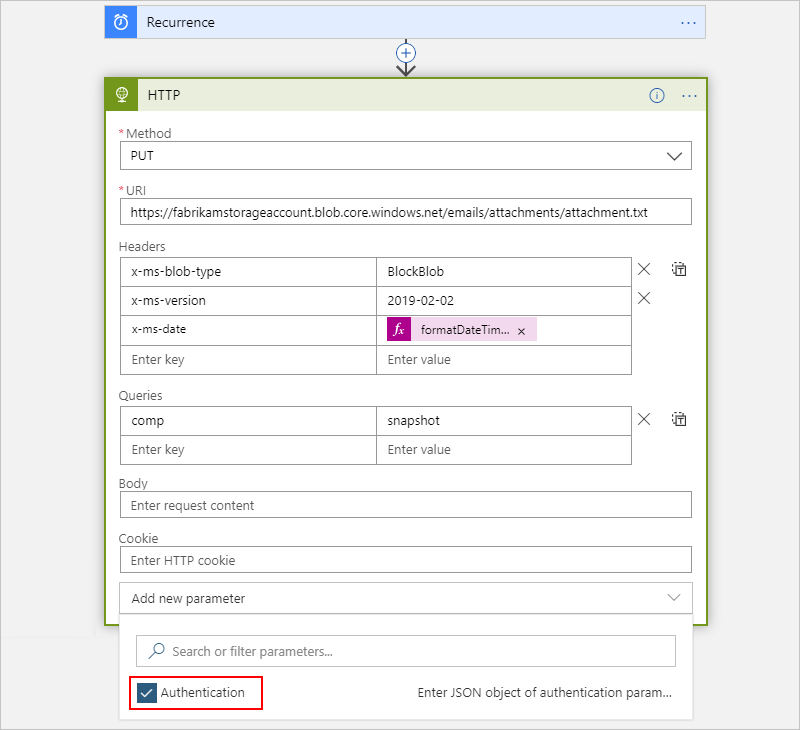 Recurrence
HTTP
* Method
PUT
* URI
https://fabrikamstorageaccount.blob.core.windows.net/emails/attachments/attachment.txt
Headers
x-ms-blob-type BlockBlob
x-ms-version 2019-02-02
x-ms-date fx formatDateTim... ×
Enter key Enter value
Queries
comp snapshot
Enter key Enter value
Body
Enter request content
Cookie
Enter HTTP cookie
Add new parameter
Search or filter parameters...
Authentication Enter JSON object of authentication param...